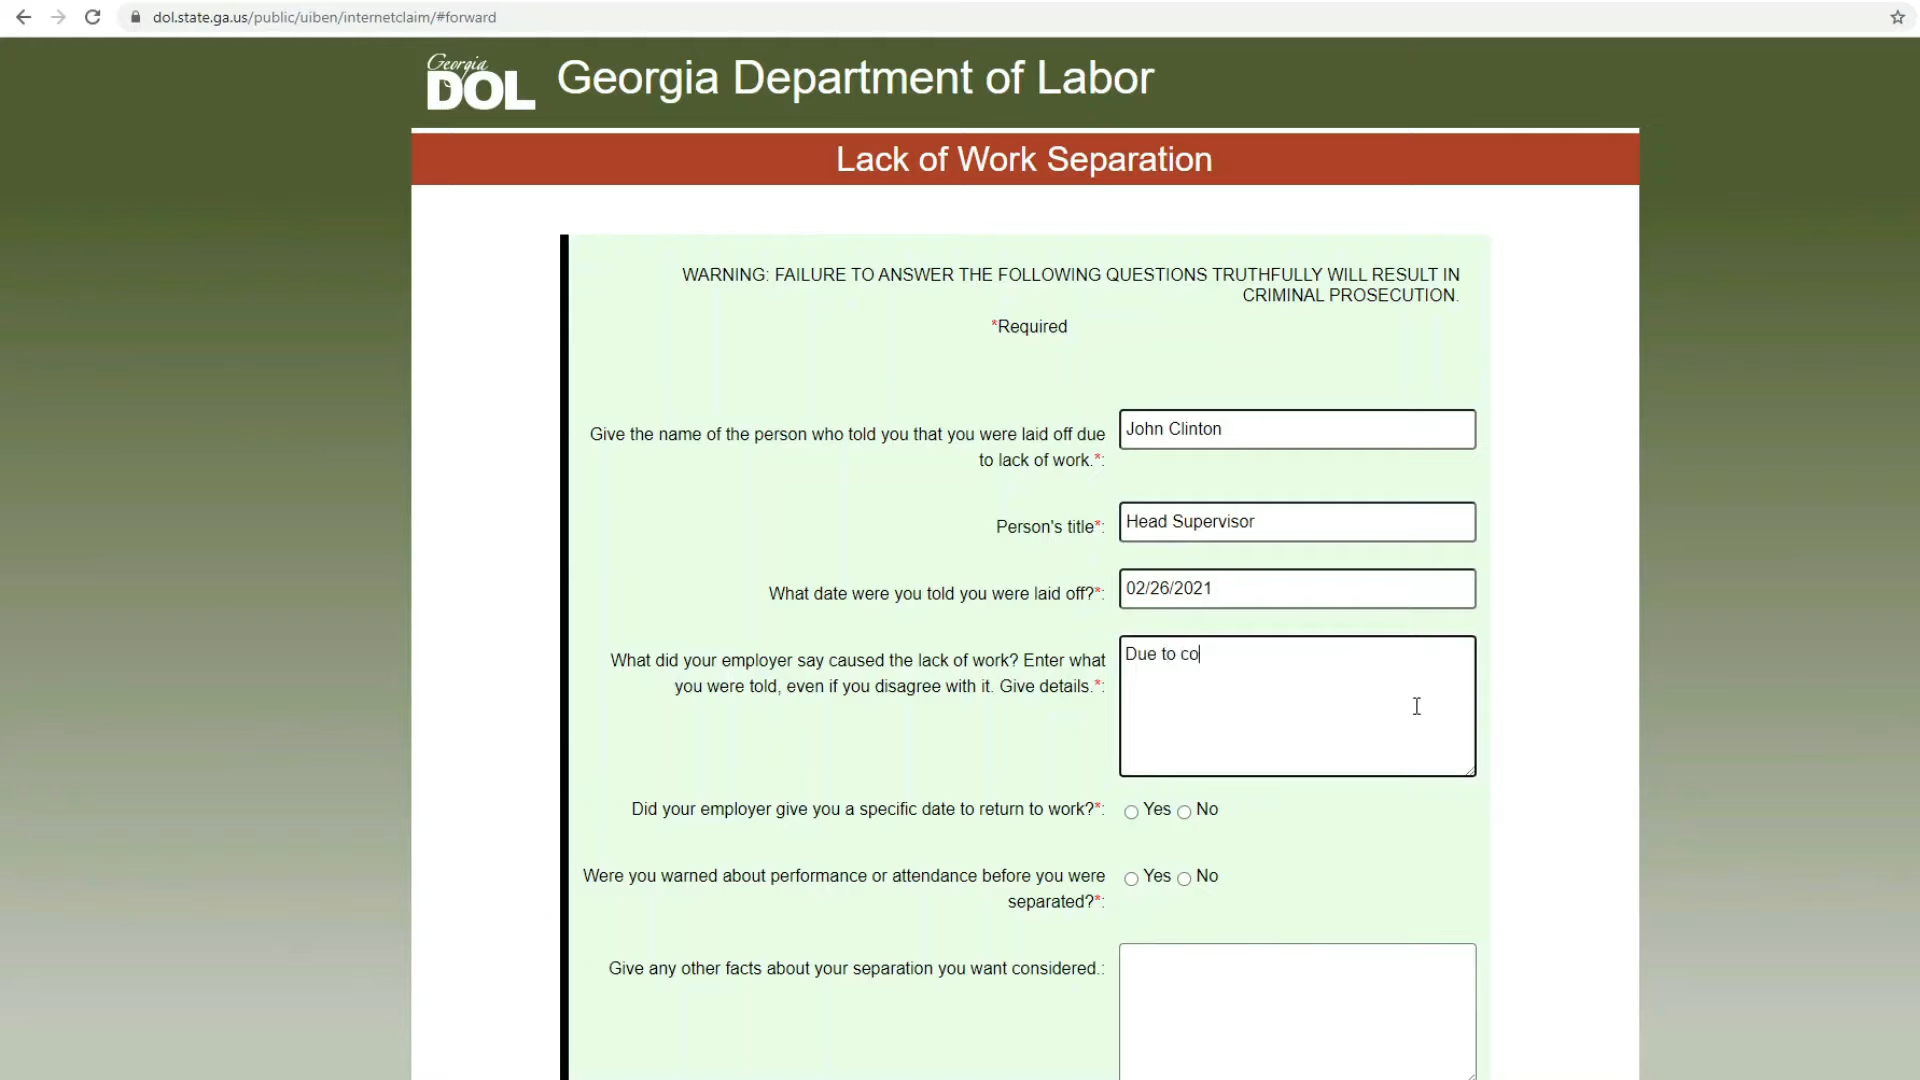 dol.state.ga.us/public/uiben/internetclaim/#forward
Georgia
DOL
Georgia Department of Labor
Lack of Work Separation
WARNING: FAILURE TO ANSWER THE FOLLOWING QUESTIONS TRUTHFULLY WILL RESULT IN
CRIMINAL PROSECUTION.
*Required
Give the name of the person who told you that you were laid off due
to lack of work.*:
John Clinton
Person's title*:
Head Supervisor
What date were you told you were laid off?*:
02/26/2021
What did your employer say caused the lack of work? Enter what
you were told, even if you disagree with it. Give details.*:
Due to co
Did your employer give you a specific date to return to work?*:
Yes No
Were you warned about performance or attendance before you were
separated?*:
Yes No
Give any other facts about your separation you want considered.: